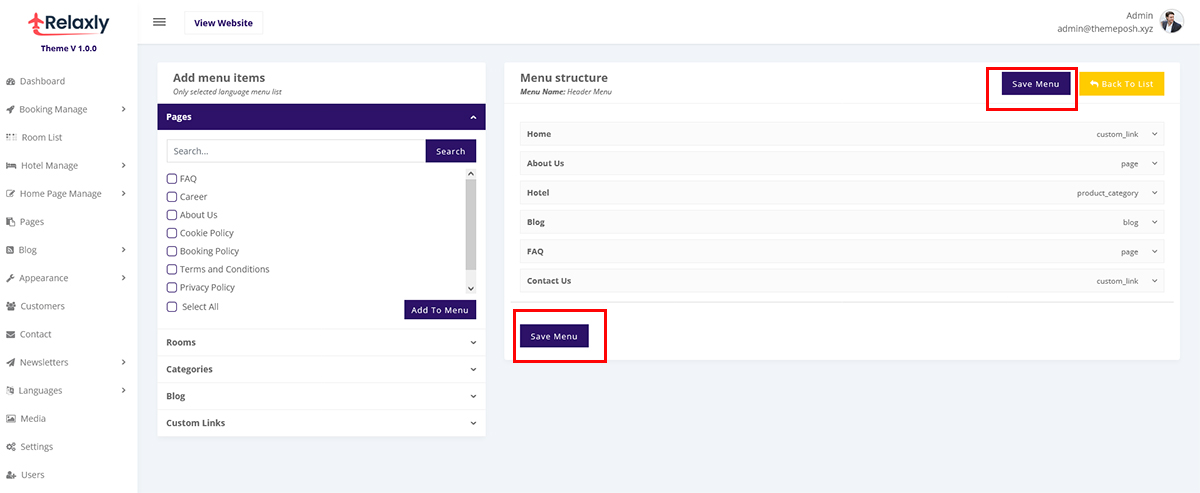 Relaxly
Theme V 1.0.0
Dashboard
Booking Manage
Room List
Hotel Manage
Home Page Manage
Pages
Blog
Appearance
Customers
Contact
Newsletters
Languages
Media
Settings
Users
View Website
Admin
admin@themeposh.xyz
Add menu items
Only selected language menu list
Pages
Search...
Search
FAQ
Career
About Us
Cookie Policy
Booking Policy
Terms and Conditions
Privacy Policy
Select All
Add To Menu
Rooms
Categories
Blog
Custom Links
Menu structure
Menu Name: Header Menu
Save Menu
Back To List
Home custom_link
About Us page
Hotel product_category
Blog blog
FAQ page
Contact Us custom_link
Save Menu